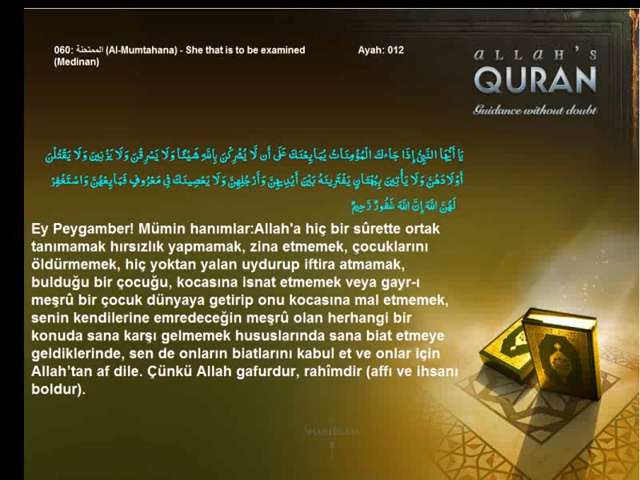 060: الممتحنة (Al-Mumtahana) - She that is to be examined
(Medinan)
Ayah: 012
ALLAH'S
QURAN
Guidance without doubt
يَا أَيُّهَا النَّبِيُّ إِذَا جَاءَكَ الْمُؤْمِنَاتُ يُبَايِعْنَكَ عَلَى أَن لَّا يُشْرِكْنَ بِاللَّهِ شَيْئًا وَلَا يَسْرِقْنَ وَلَا يَزْنِينَ وَلَا يَقْتُلْنَ
أَوْلَادَهُنَّ وَلَا يَأْتِينَ بِبُهْتَانٍ يَفْتَرِينَهُ بَيْنَ أَيْدِيهِنَّ وَأَرْجُلِهِنَّ وَلَا يَعْصِينَكَ فِي مَعْرُوفٍ فَبَايِعْهُنَّ وَاسْتَغْفِرْ
لَهُنَّ اللَّهَ إِنَّ اللَّهَ غَفُورٌ رَّحِيمٌ
Ey Peygamber! Mümin hanımlar:Allah'a hiç bir sûrette ortak
tanımamak hırsızlık yapmamak, zina etmemek, çocuklarını
öldürmemek, hiç yoktan yalan uydurup iftira atmamak,
bulduğu bir çocuğu, kocasına isnat etmemek veya gayr-ı
meşrû bir çocuk dünyaya getirip onu kocasına mal etmemek,
senin kendilerine emredeceğin meşrû olan herhangi bir
konuda sana karşı gelmemek hususlarında sana biat etmeye
geldiklerinde, sen de onların biatlarını kabul et ve onlar için
Allah'tan af dile. Çünkü Allah gafurdur, rahîmdir (affı ve ihsanı
boldur).